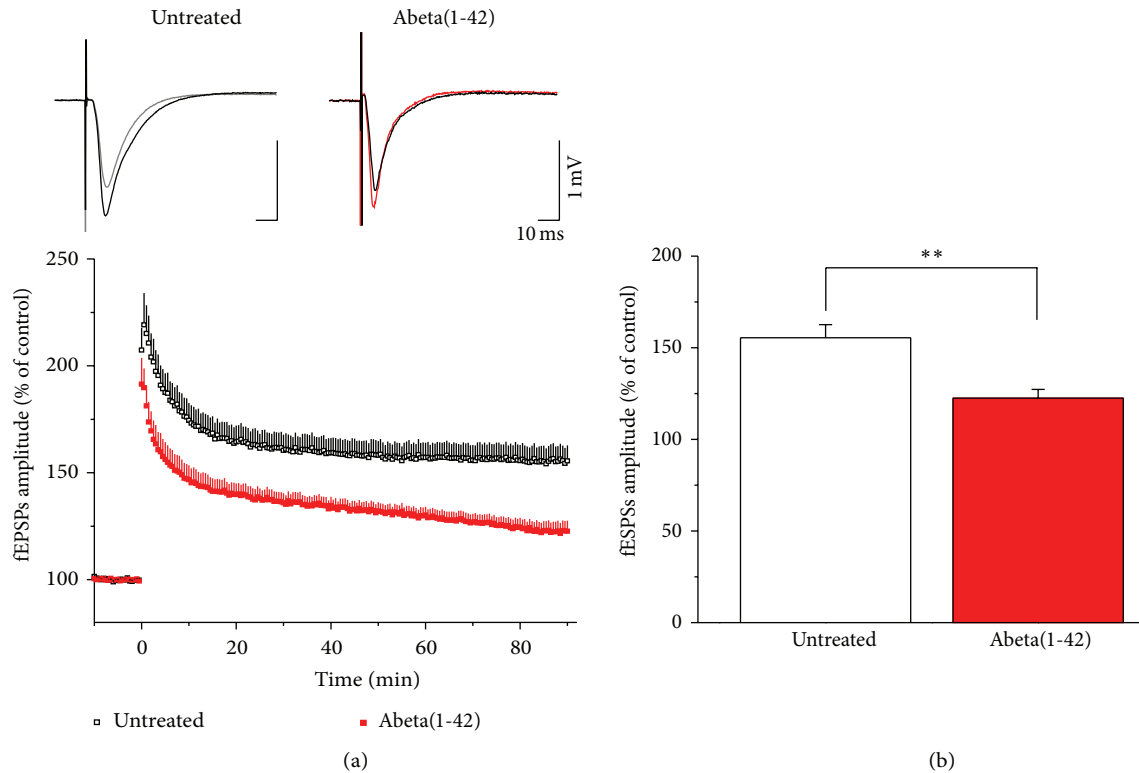 Untreated
Abeta(1-42)
1 mV
10 ms
fEPSPs amplitude (% of control)
250
200
150
100
0
20
40
60
80
Time (min)
Untreated
Abeta(1-42)
(a)
**
fESPSs amplitude (% of control)
200
150
100
50
0
Untreated
Abeta(1-42)
(b)